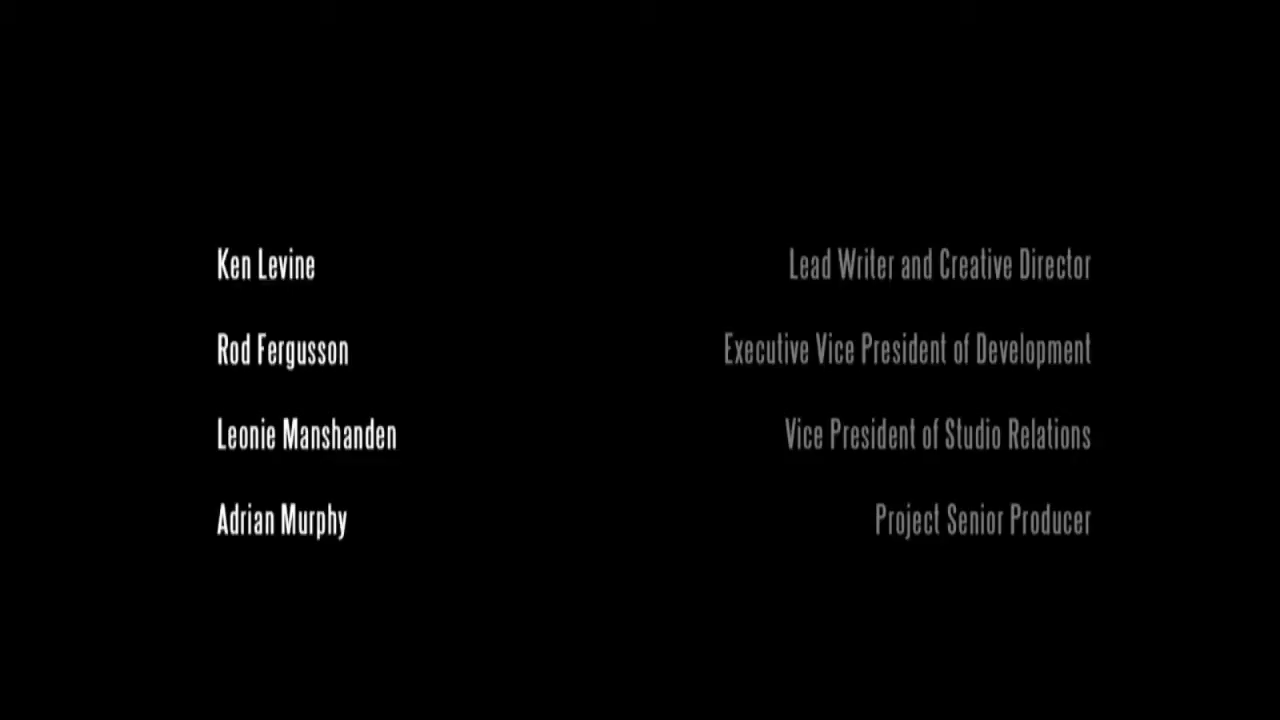 Ken Levine Lead Writer and Creative Director
Rod Fergusson Executive Vice President of Development
Leonie Manshanden Vice President of Studio Relations
Adrian Murphy Project Senior Producer